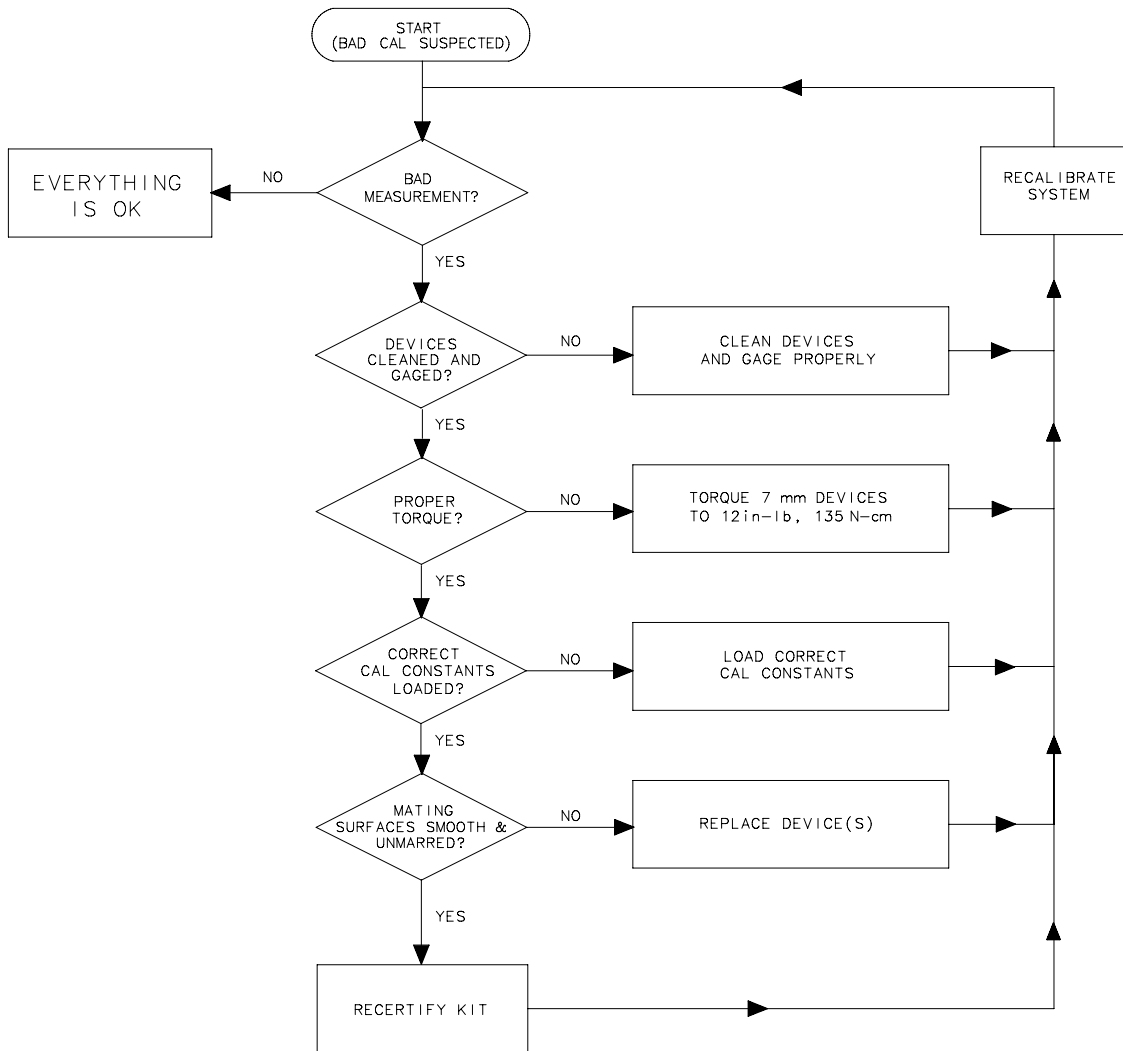 START
(BAD CAL SUSPECTED)
EVERYTHING
IS OK
NO
BAD
MEASUREMENT?
RECALIBRATE
SYSTEM
YES
DEVICES
CLEANED AND
GAGED?
NO
CLEAN DEVICES
AND GAGE PROPERLY
YES
PROPER
TORQUE?
NO
TORQUE 7 mm DEVICES
TO 12in-lb, 135 N-cm
YES
CORRECT
CAL CONSTANTS
LOADED?
NO
LOAD CORRECT
CAL CONSTANTS
YES
MATING
SURFACES SMOOTH &
UNMARRED?
NO
REPLACE DEVICE(S)
YES
RECERTIFY KIT